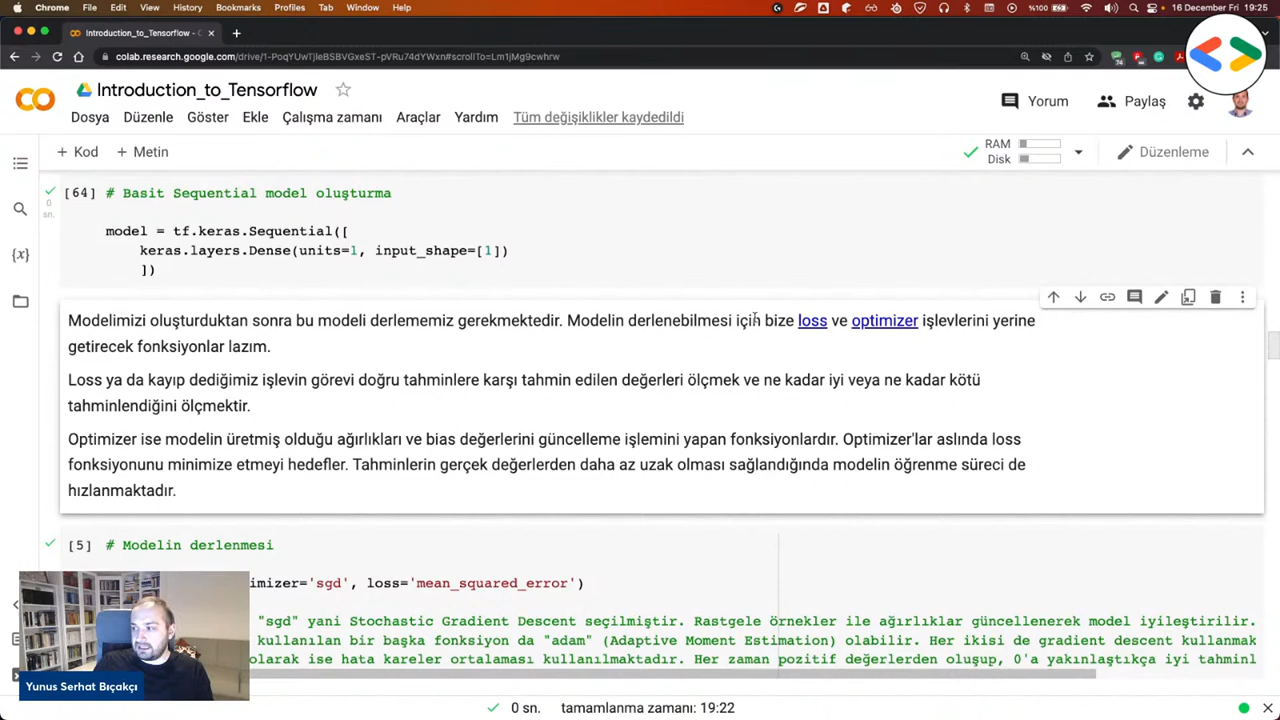 Chrome File Edit View History Bookmarks Profiles Tab Window Help %100 16 December Fri 19:25
Introduction_to_Tensorflow - C
colab.research.google.com/drive/1-PoqYUwTjleBSBVGxeST-pVRu74dYWxn#scrollTo=Lm1jMg9cwhrw
Introduction_to_Tensorflow
Yorum Paylaş
Dosya Düzenle Göster Ekle Çalışma zamanı Araçlar Yardım Tüm değişiklikler kaydedildi
+ Kod + Metin RAM Disk Düzenleme
[64] # Basit Sequential model oluşturma
0 sn.
model = tf.keras.Sequential([
keras.layers.Dense(units=1, input_shape=[1])
])
Modelimizi oluşturduktan sonra bu modeli derlememiz gerekmektedir. Modelin derlenebilmesi için bize loss ve optimizer işlevlerini yerine
getirecek fonksiyonlar lazım.
Loss ya da kayıp dediğimiz işlevin görevi doğru tahminlere karşı tahmin edilen değerleri ölçmek ve ne kadar iyi veya ne kadar kötü
tahminlendiğini ölçmektir.
Optimizer ise modelin üretmiş olduğu ağırlıkları ve bias değerlerini güncelleme işlemini yapan fonksiyonlardır. Optimizer'lar aslında loss
fonksiyonunu minimize etmeyi hedefler. Tahminlerin gerçek değerlerden daha az uzak olması sağlandığında modelin öğrenme süreci de
hızlanmaktadır.
[5] # Modelin derlenmesi
imizer='sgd', loss='mean_squared_error')
"sgd" yani Stochastic Gradient Descent seçilmiştir. Rastgele örnekler ile ağırlıklar güncellenerek model iyileştirilir.
kullanılan bir başka fonksiyon da "adam" (Adaptive Moment Estimation) olabilir. Her ikisi de gradient descent kullanmak
olarak ise hata kareler ortalaması kullanılmaktadır. Her zaman pozitif değerlerden oluşup, 0'a yakınlaştıkça iyi tahminl
Yunus Serhat Bıçakçı
0 sn. tamamlanma zamanı: 19:22